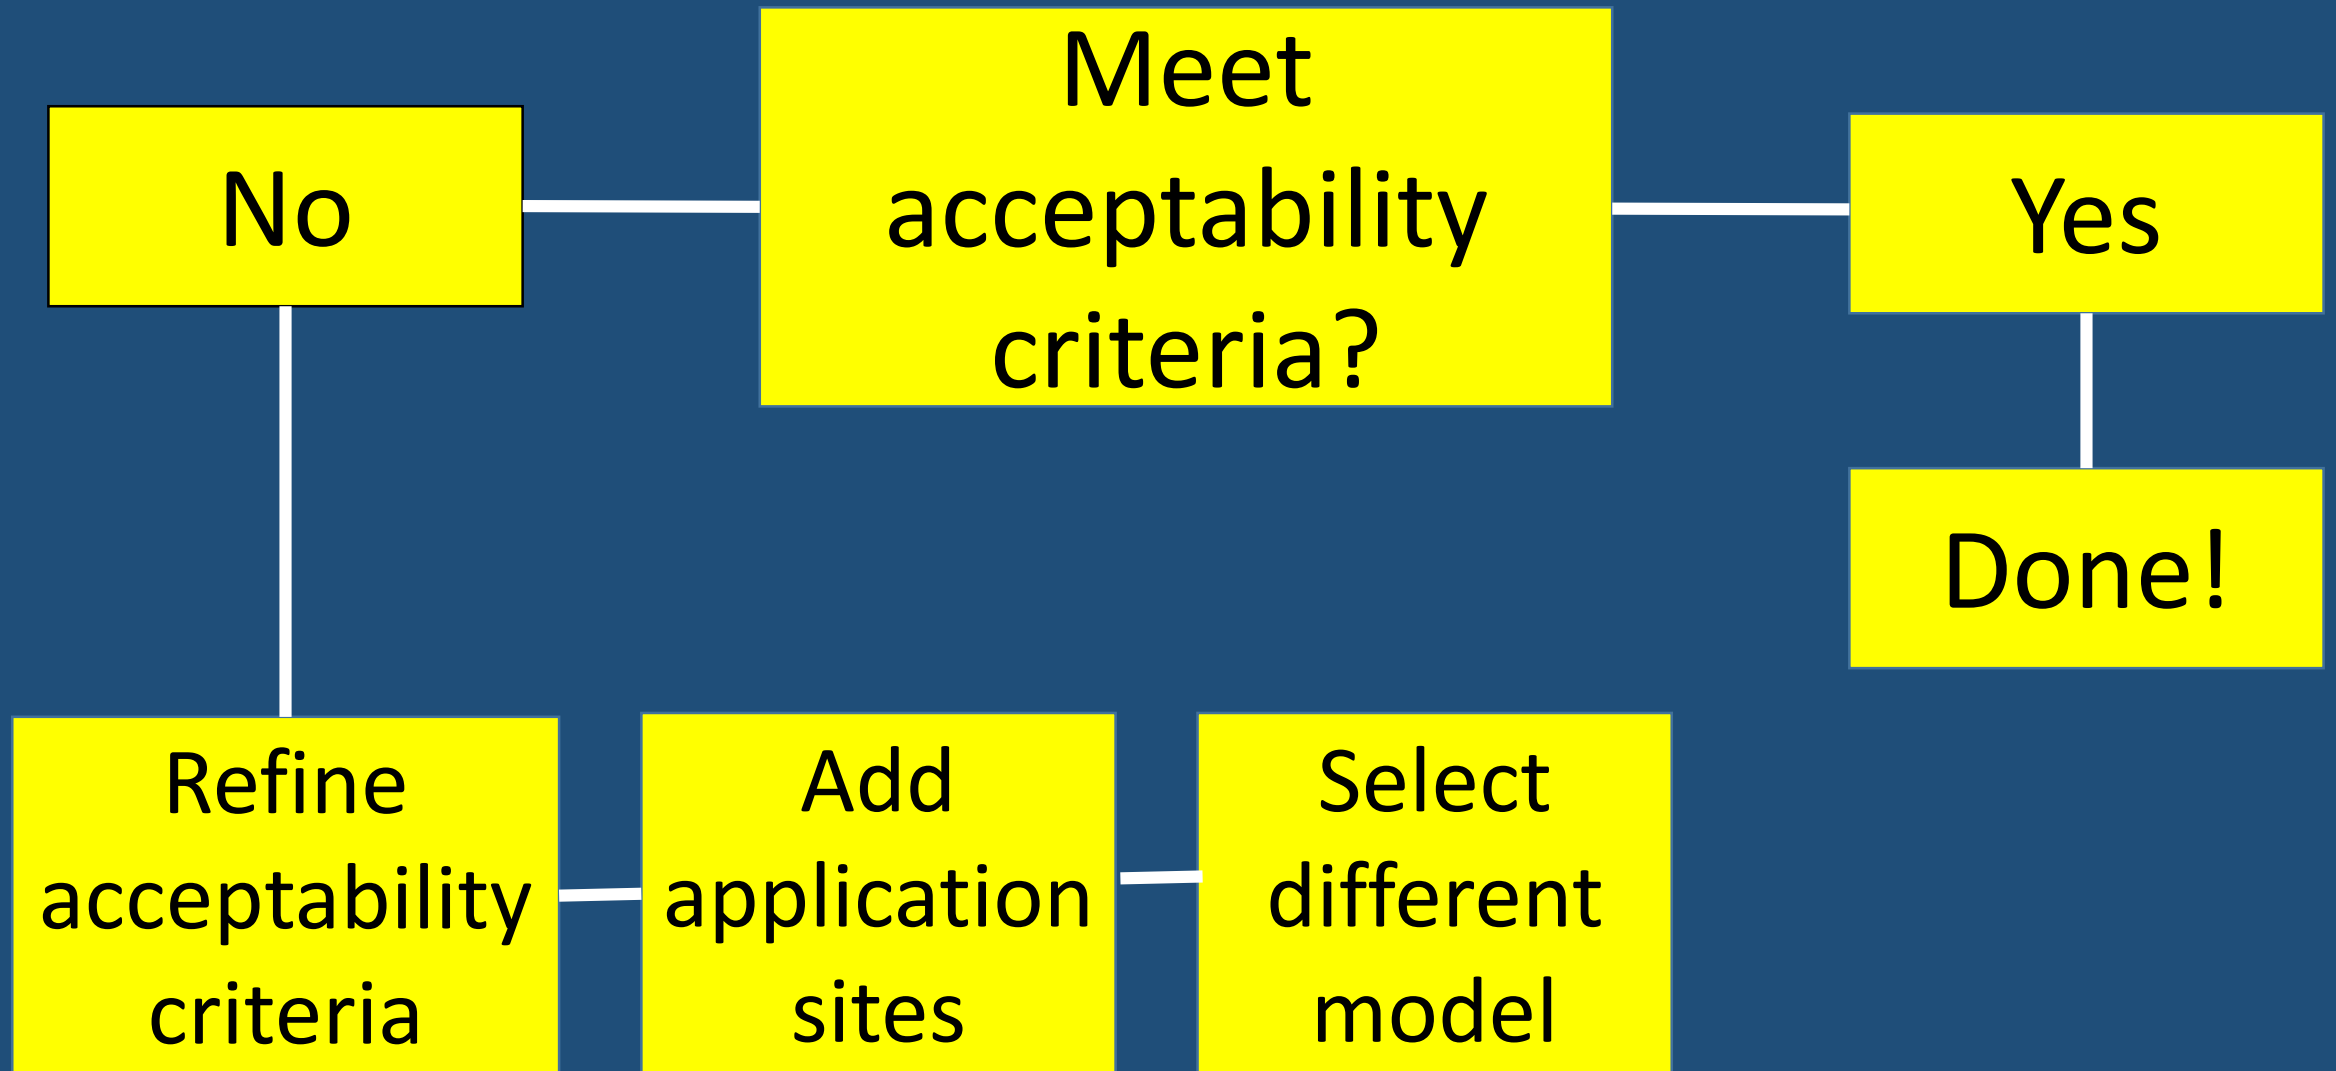 No
Meet
acceptability
criteria?
Yes
Done!
Refine
acceptability
criteria
Add
application
sites
Select
different
model